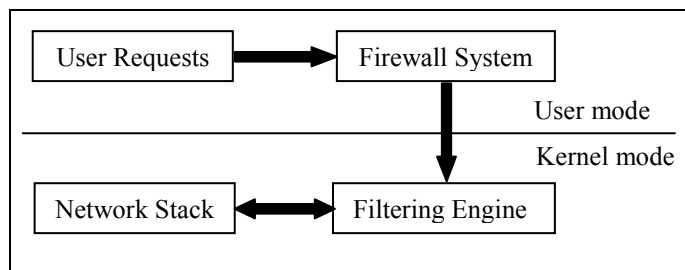 User Requests
Firewall System
User mode
Kernel mode
Network Stack
Filtering Engine